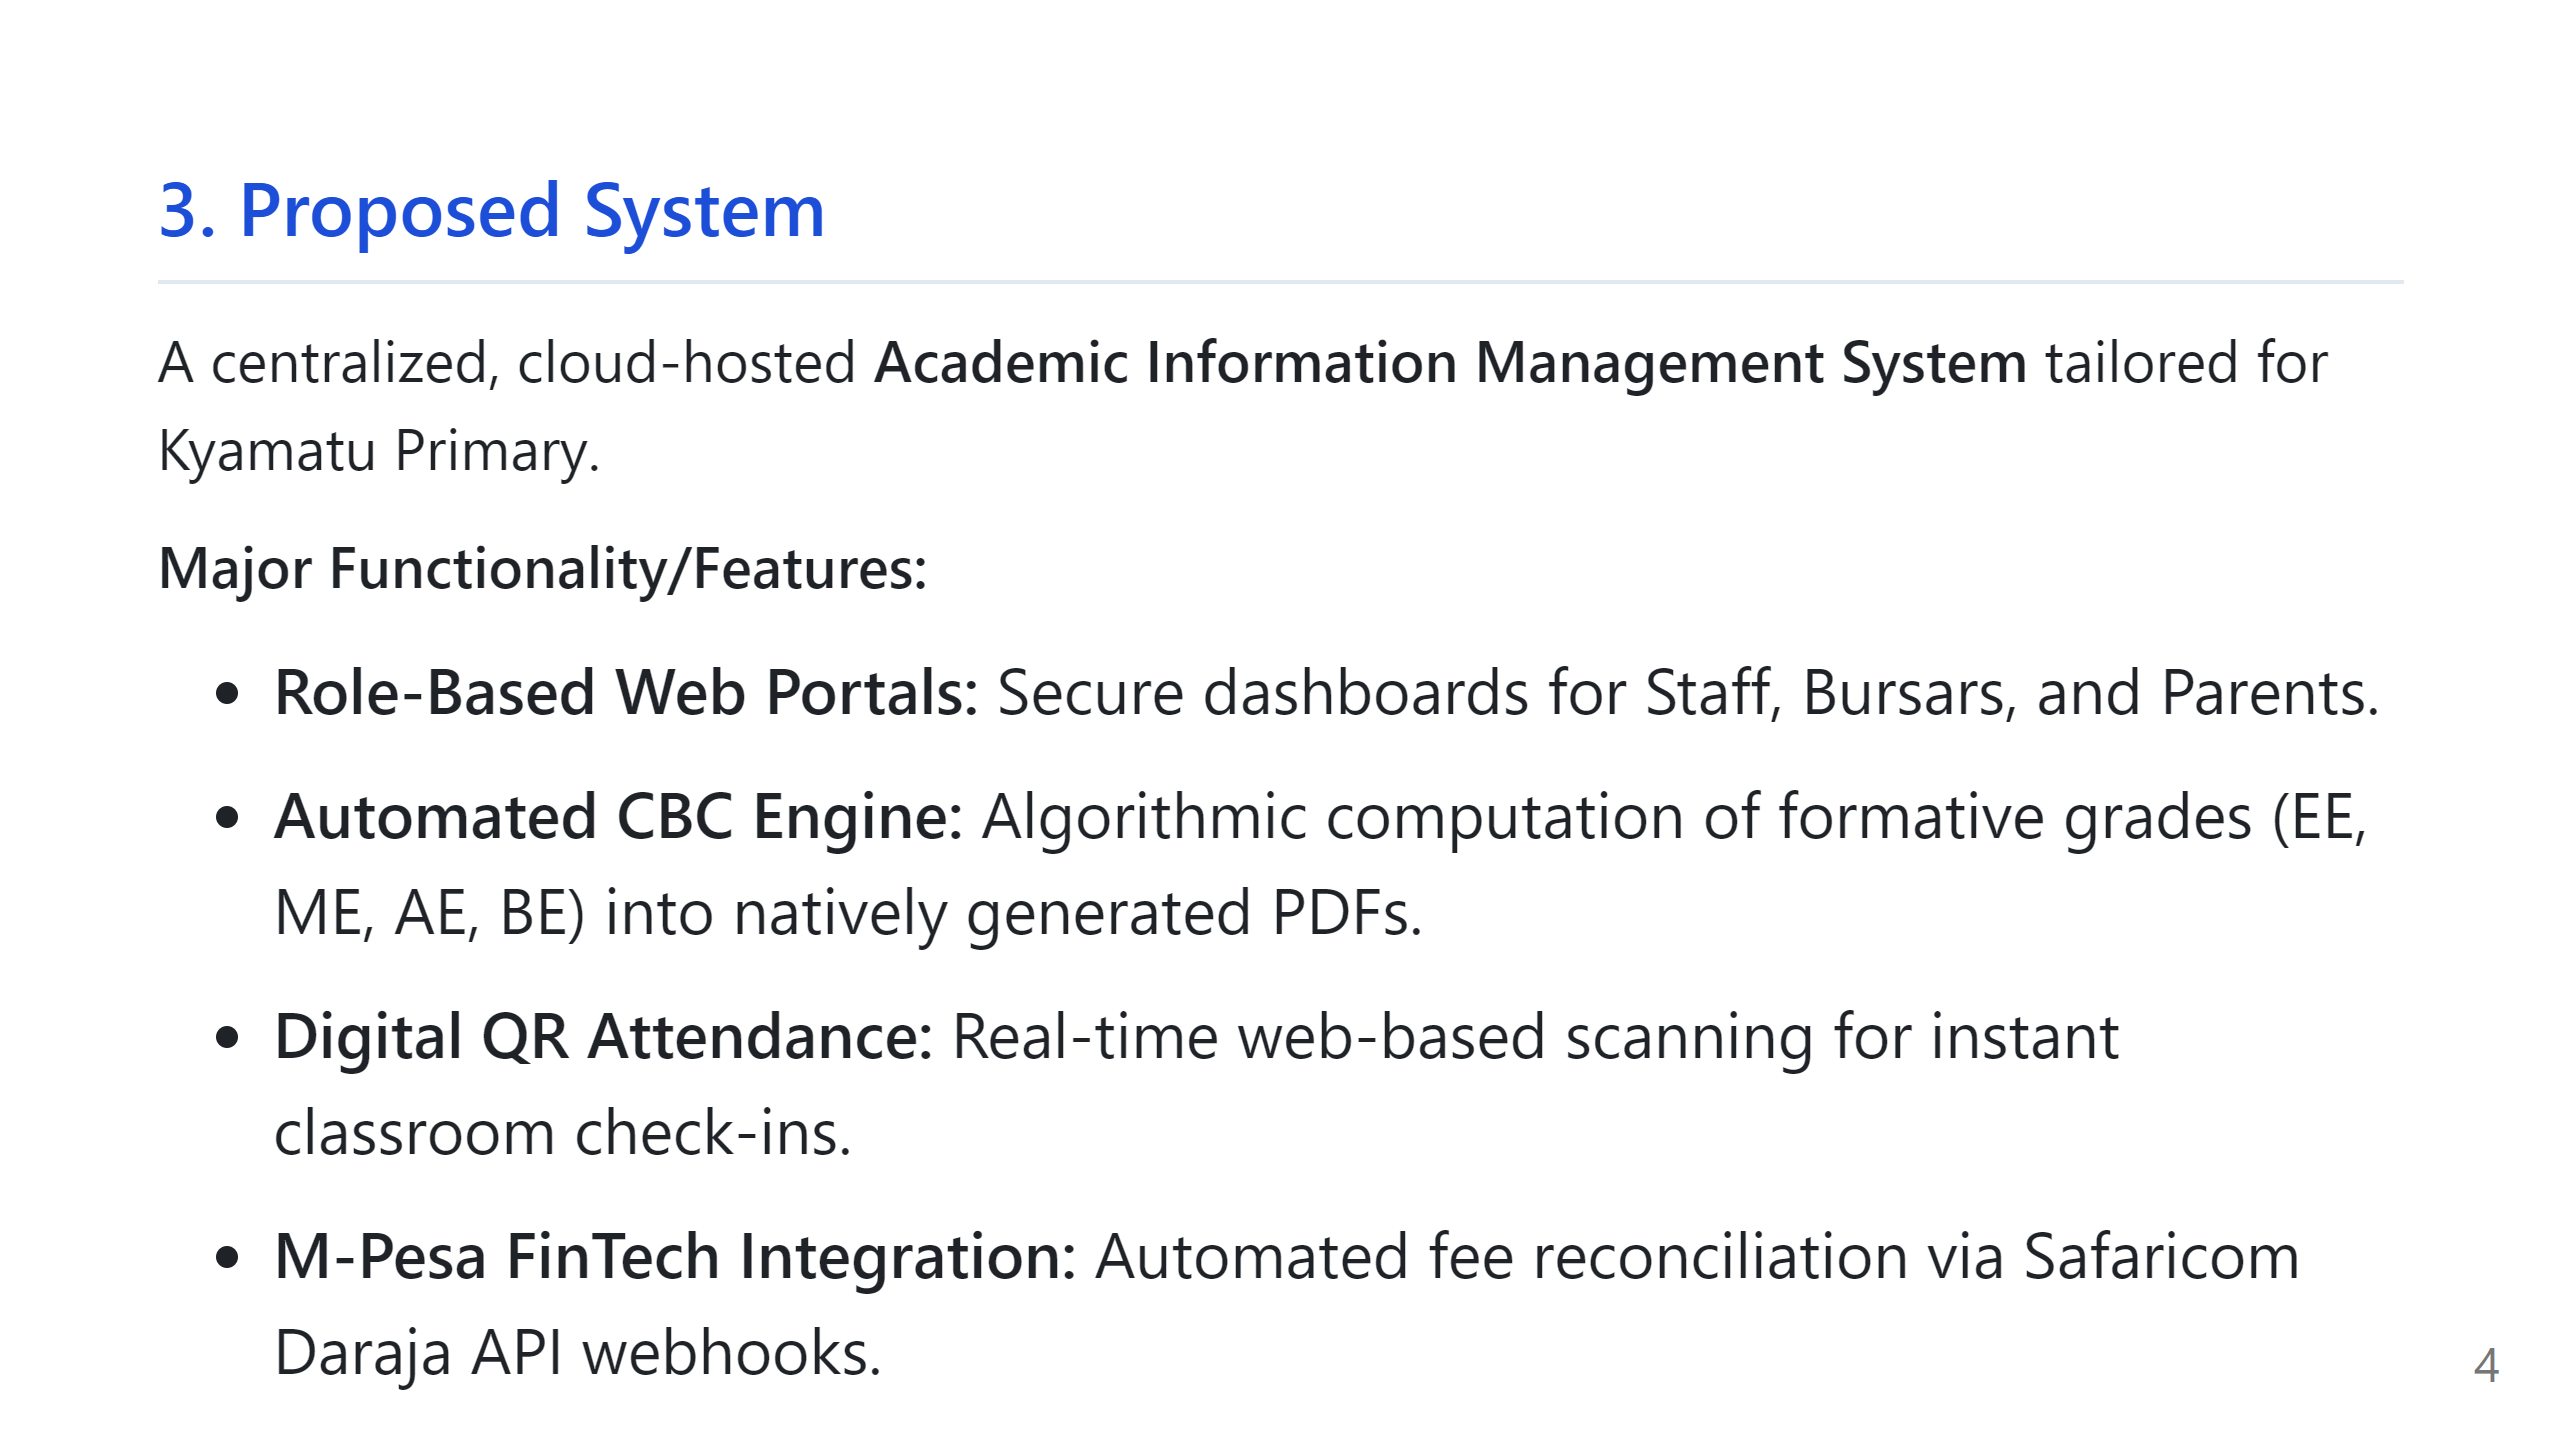 3. Proposed System
A centralized, cloud-hosted Academic Information Management System tailored for
Kyamatu Primary.
Major Functionality/Features:
• Role-Based Web Portals: Secure dashboards for Staff, Bursars, and Parents.
• Automated CBC Engine: Algorithmic computation of formative grades (EE,
ME, AE, BE) into natively generated PDFs.
• Digital QR Attendance: Real-time web-based scanning for instant
classroom check-ins.
• M-Pesa FinTech Integration: Automated fee reconciliation via Safaricom
Daraja API webhooks.
4